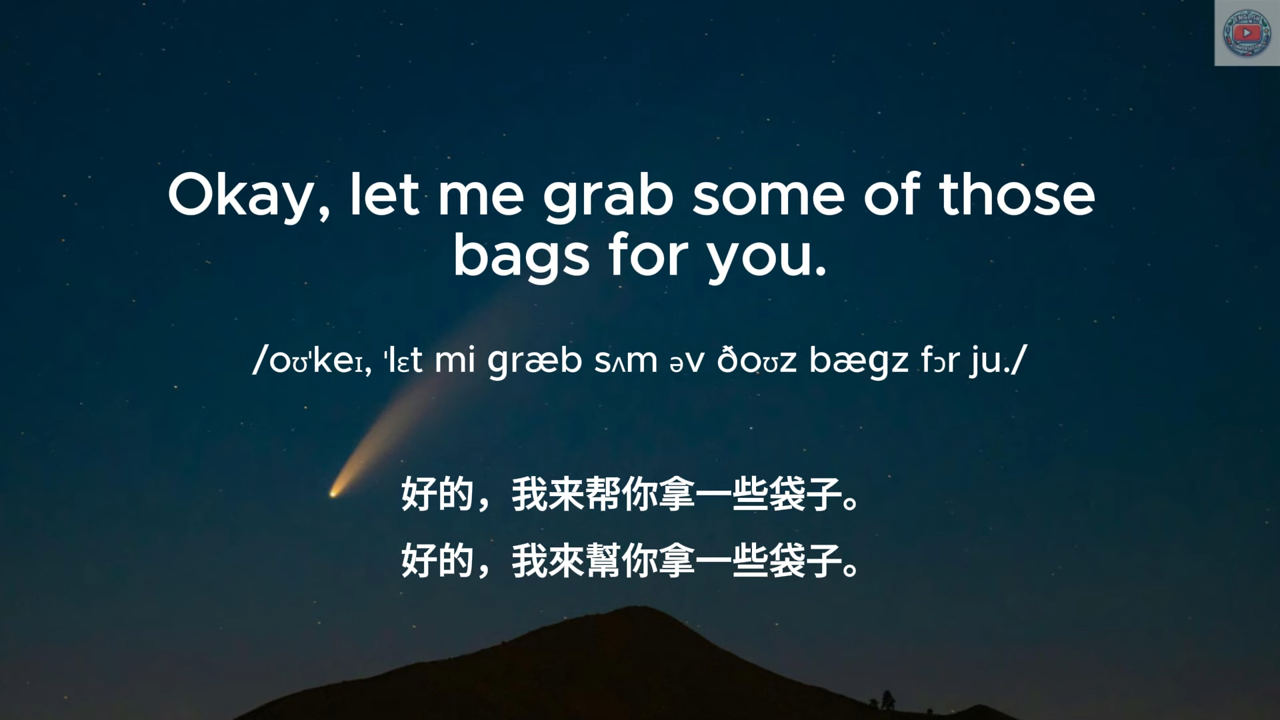 Okay, let me grab some of those
bags for you.
/oʊˈkeɪ, ˈlɛt mi ɡræb sʌm əv ðoʊz bæɡz fɔr ju./
好的，我来帮你拿一些袋子。
好的，我來幫你拿一些袋子。